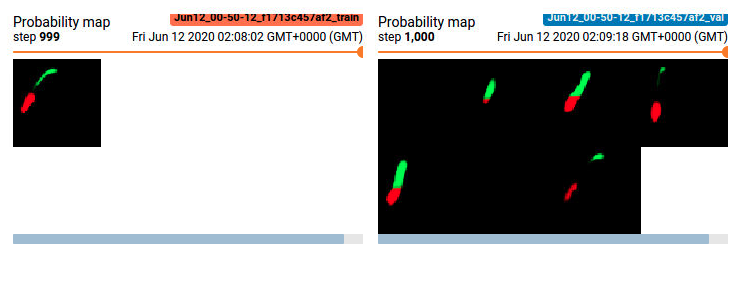 Probability map
Jun12_00-50-12_f1713c457af2_train
step 999
Fri Jun 12 2020 02:08:02 GMT+0000 (GMT)
Probability map
Jun12_00-50-12_f1713c457af2_val
step 1,000
Fri Jun 12 2020 02:09:18 GMT+0000 (GMT)